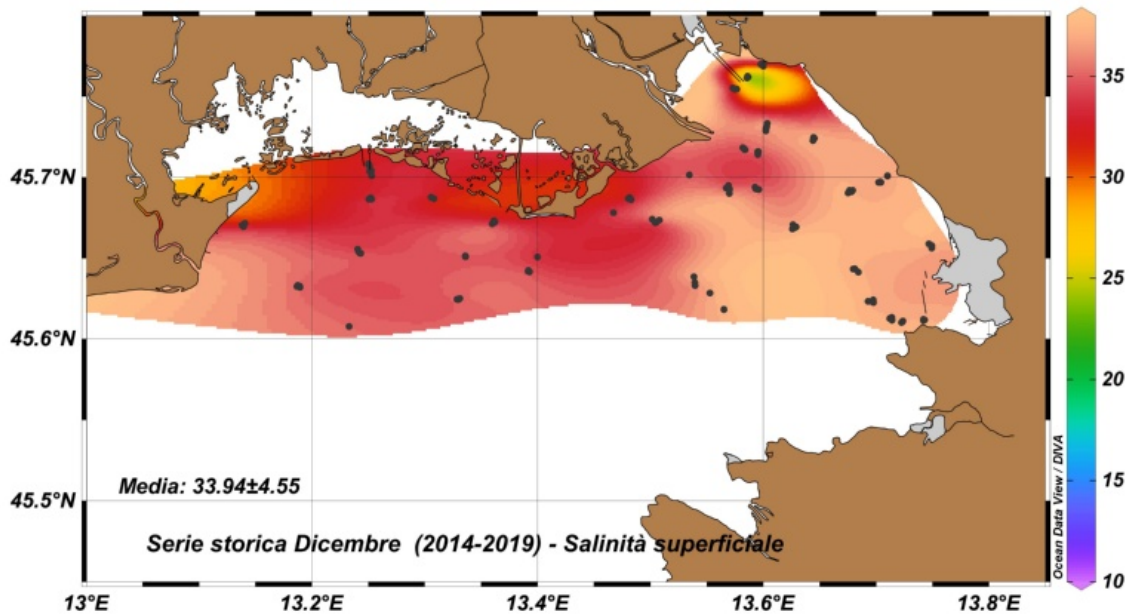 35
30
25
20
15
10
45.7°N
45.6°N
45.5°N
Media: 33.94±4.55
Serie storica Dicembre (2014-2019) - Salinità superficiale
Ocean Data View / DIVA
13°E 13.2°E 13.4°E 13.6°E 13.8°E